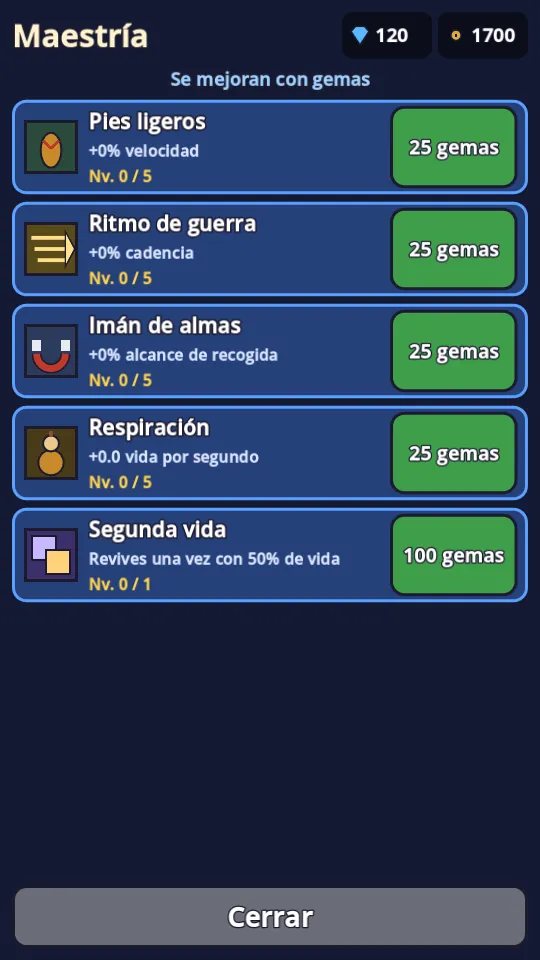 Maestría
120
1700
Se mejoran con gemas
Pies ligeros
+0% velocidad
Nv. 0 / 5
25 gemas
Ritmo de guerra
+0% cadencia
Nv. 0 / 5
25 gemas
Imán de almas
+0% alcance de recogida
Nv. 0 / 5
25 gemas
Respiración
+0.0 vida por segundo
Nv. 0 / 5
25 gemas
Segunda vida
Revives una vez con 50% de vida
Nv. 0 / 1
100 gemas
Cerrar